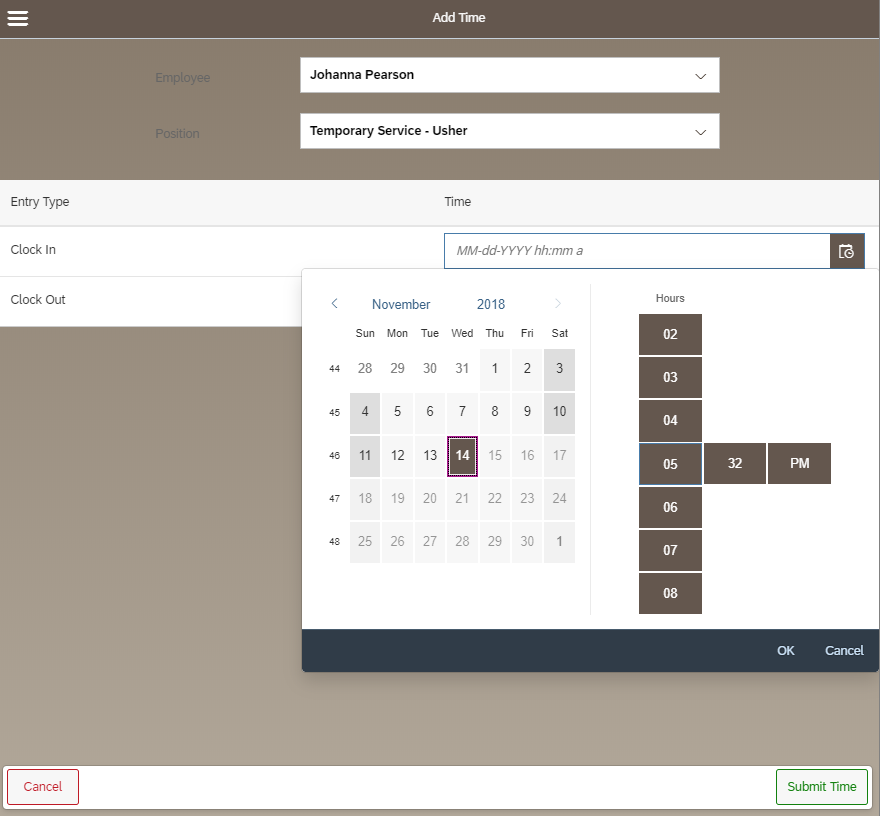 Add Time
Employee
Johanna Pearson
Position
Temporary Service - Usher
Entry Type Time
Clock In
MM-dd-YYYY hh:mm a
Clock Out
November 2018
Sun Mon Tue Wed Thu Fri Sat
44 28 29 30 31 1 2 3
45 4 5 6 7 8 9 10
46 11 12 13 14 15 16 17
47 18 19 20 21 22 23 24
48 25 26 27 28 29 30 1
Hours
02
03
04
05 32 PM
06
07
08
OK Cancel
Cancel Submit Time